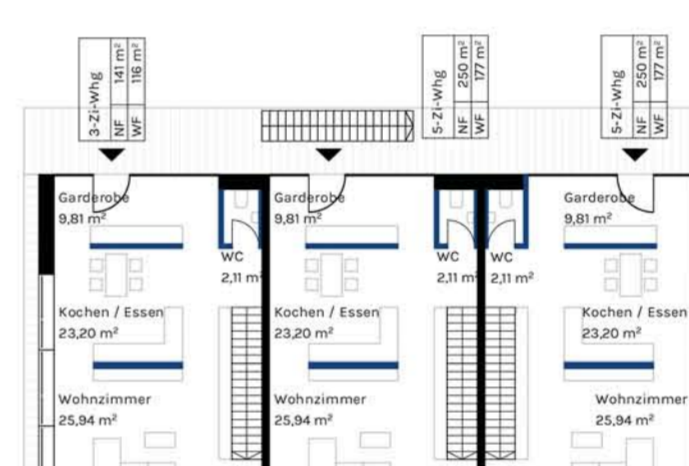 3-Zi-Whg
NF 141 m²
WF 116 m²
5-Zi-Whg
NF 250 m²
WF 177 m²
5-Zi-Whg
NF 250 m²
WF 177 m²
Garderobe
9,81 m²
WC
2,11 m²
Kochen / Essen
23,20 m²
Wohnzimmer
25,94 m²
Garderobe
9,81 m²
WC
2,11 m²
Kochen / Essen
23,20 m²
Wohnzimmer
25,94 m²
WC
2,11 m²
Garderobe
9,81 m²
Kochen / Essen
23,20 m²
Wohnzimmer
25,94 m²